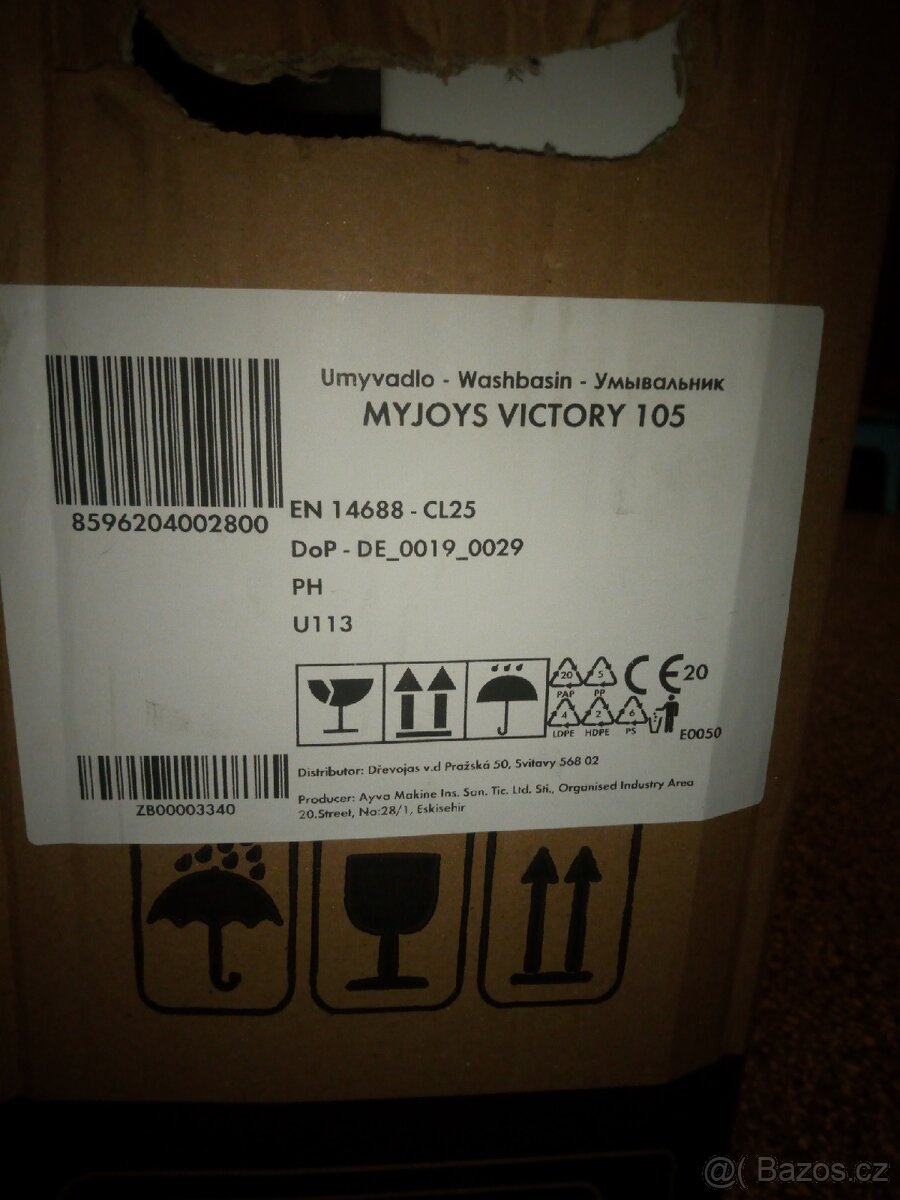 Umyvadlo - Washbasin - Умывальник
MYJOYS VICTORY 105
8596204002800
EN 14688 - CL25
DoP - DE_0019_0029
PH
U113
20 5 CE 20
PAP PP
4 2 6
LDPE HDPE PS E0050
Distributor: Dřevojas v.d Pražská 50, Svitavy 568 02
ZB00003340
Producer: Ayva Makine Ins. San. Tic. Ltd. Sti., Organised Industry Area
20.Street, No:28/1, Eskisehir
@( Bazos.cz